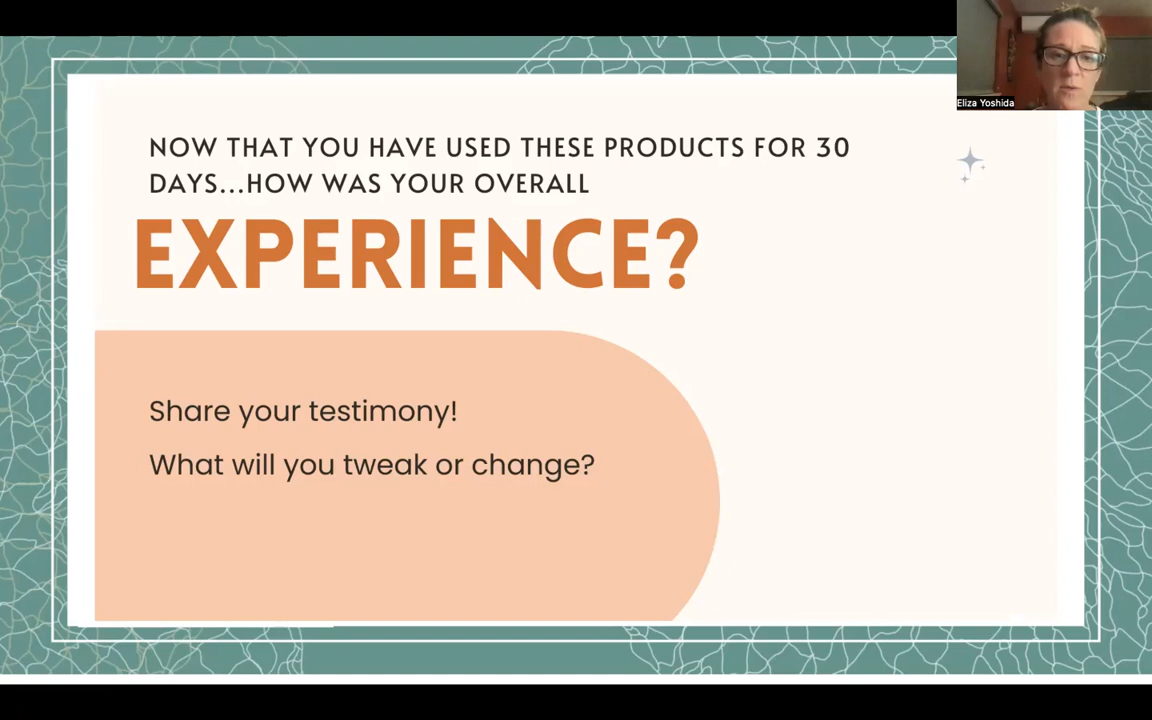 NOW THAT YOU HAVE USED THESE PRODUCTS FOR 30
DAYS...HOW WAS YOUR OVERALL
EXPERIENCE?
Share your testimony!
What will you tweak or change?
Eliza Yoshida